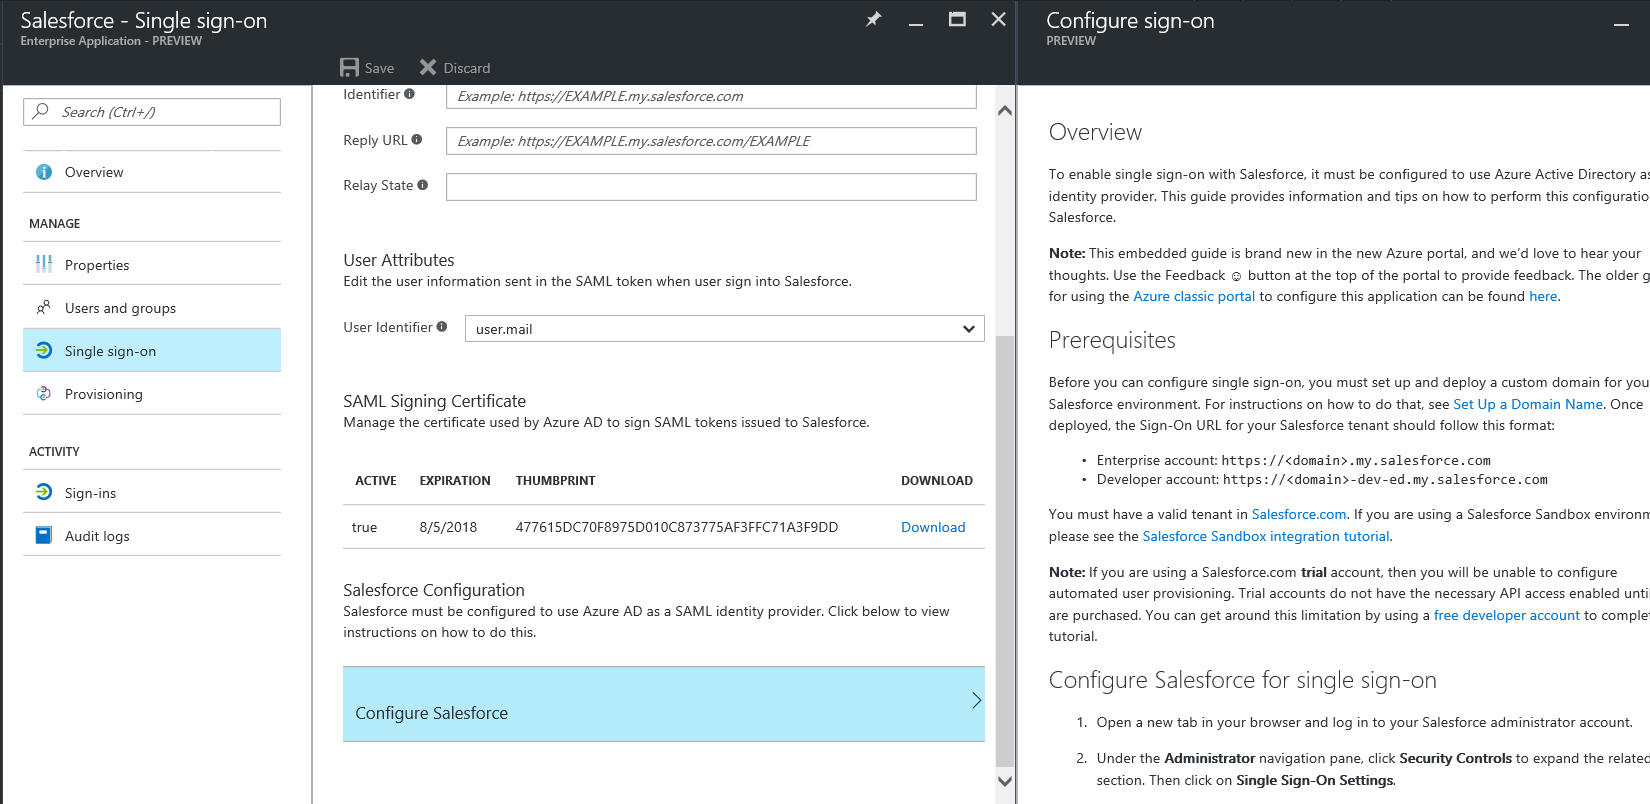 Salesforce - Single sign-on
Enterprise Application - PREVIEW
Save
Discard
Search (Ctrl+/)
Overview
MANAGE
Properties
Users and groups
Single sign-on
Provisioning
ACTIVITY
Sign-ins
Audit logs
Identifier
Example: https://EXAMPLE.my.salesforce.com
Reply URL
Example: https://EXAMPLE.my.salesforce.com/EXAMPLE
Relay State
User Attributes
Edit the user information sent in the SAML token when user sign into Salesforce.
User Identifier
user.mail
SAML Signing Certificate
Manage the certificate used by Azure AD to sign SAML tokens issued to Salesforce.
ACTIVE EXPIRATION THUMBPRINT DOWNLOAD
true 8/5/2018 477615DC70F8975D010C873775AF3FFC71A3F9DD Download
Salesforce Configuration
Salesforce must be configured to use Azure AD as a SAML identity provider. Click below to view
instructions on how to do this.
Configure Salesforce
Configure sign-on
PREVIEW
Overview
To enable single sign-on with Salesforce, it must be configured to use Azure Active Directory as
identity provider. This guide provides information and tips on how to perform this configuratio
Salesforce.
Note: This embedded guide is brand new in the new Azure portal, and we'd love to hear your
thoughts. Use the Feedback ☺ button at the top of the portal to provide feedback. The older g
for using the Azure classic portal to configure this application can be found here.
Prerequisites
Before you can configure single sign-on, you must set up and deploy a custom domain for you
Salesforce environment. For instructions on how to do that, see Set Up a Domain Name. Once
deployed, the Sign-On URL for your Salesforce tenant should follow this format:
• Enterprise account: https://<domain>.my.salesforce.com
• Developer account: https://<domain>-dev-ed.my.salesforce.com
You must have a valid tenant in Salesforce.com. If you are using a Salesforce Sandbox environm
please see the Salesforce Sandbox integration tutorial.
Note: If you are using a Salesforce.com trial account, then you will be unable to configure
automated user provisioning. Trial accounts do not have the necessary API access enabled until
are purchased. You can get around this limitation by using a free developer account to complet
tutorial.
Configure Salesforce for single sign-on
1. Open a new tab in your browser and log in to your Salesforce administrator account.
2. Under the Administrator navigation pane, click Security Controls to expand the related
section. Then click on Single Sign-On Settings.